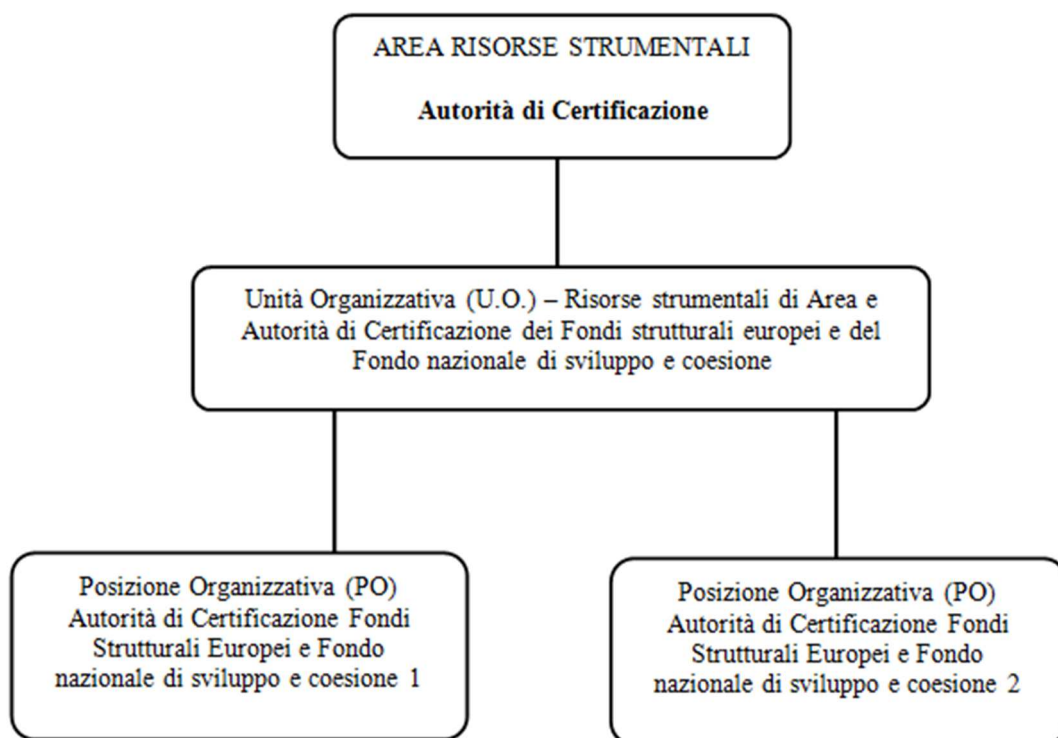 AREA RISORSE STRUMENTALI
Autorità di Certificazione
Unità Organizzativa (U.O.) – Risorse strumentali di Area e
Autorità di Certificazione dei Fondi strutturali europei e del
Fondo nazionale di sviluppo e coesione
Posizione Organizzativa (PO)
Autorità di Certificazione Fondi
Strutturali Europei e Fondo
nazionale di sviluppo e coesione 1
Posizione Organizzativa (PO)
Autorità di Certificazione Fondi
Strutturali Europei e Fondo
nazionale di sviluppo e coesione 2